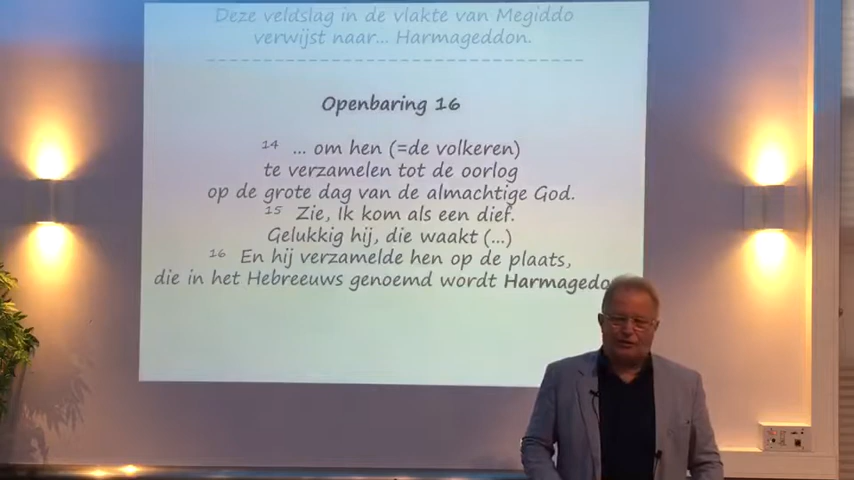 Deze veldslag in de vlakte van Megiddo
verwijst naar... Harmageddon.
Openbaring 16
14 ... om hen (=de volkeren)
te verzamelen tot de oorlog
op de grote dag van de almachtige God.
15 Zie, Ik kom als een dief.
Gelukkig hij, die waakt (...)
16 En hij verzamelde hen op de plaats,
die in het Hebreeuws genoemd wordt Harmagedo